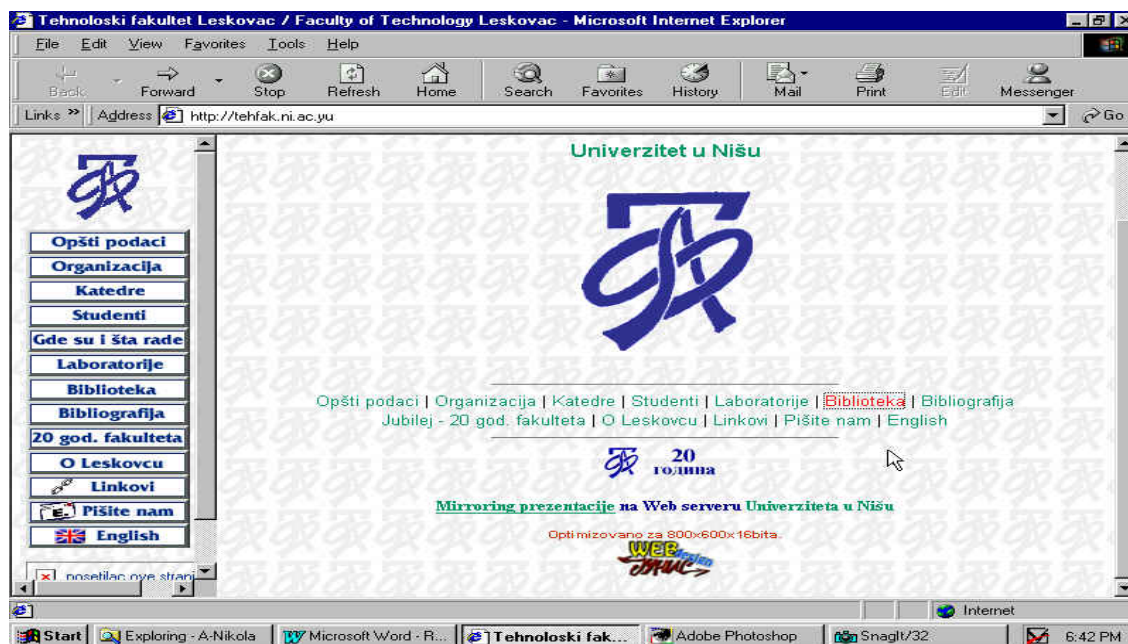 Tehnoloski fakultet Leskovac / Faculty of Technology Leskovac - Microsoft Internet Explorer
File Edit View Favorites Tools Help
Back Forward Stop Refresh Home Search Favorites History Mail Print Edit Messenger
Links » Address http://tehfak.ni.ac.yu Go
Opšti podaci
Organizacija
Katedre
Studenti
Gde su i šta rade
Laboratorije
Biblioteka
Bibliografija
20 god. fakulteta
O Leskovcu
Linkovi
Pišite nam
English
posetilac ove strani
Univerzitet u Nišu
Opšti podaci | Organizacija | Katedre | Studenti | Laboratorije | Biblioteka | Bibliografija
Jubilej - 20 god. fakulteta | O Leskovcu | Linkovi | Pišite nam | English
20
година
Mirroring prezentacije na Web serveru Univerziteta u Nišu
Optimizovano za 800x600x16bita.
WEB design
Internet
Start Exploring - A-Nikola Microsoft Word - R... Tehnoloski fak... Adobe Photoshop SnagIt/32 6:42 PM